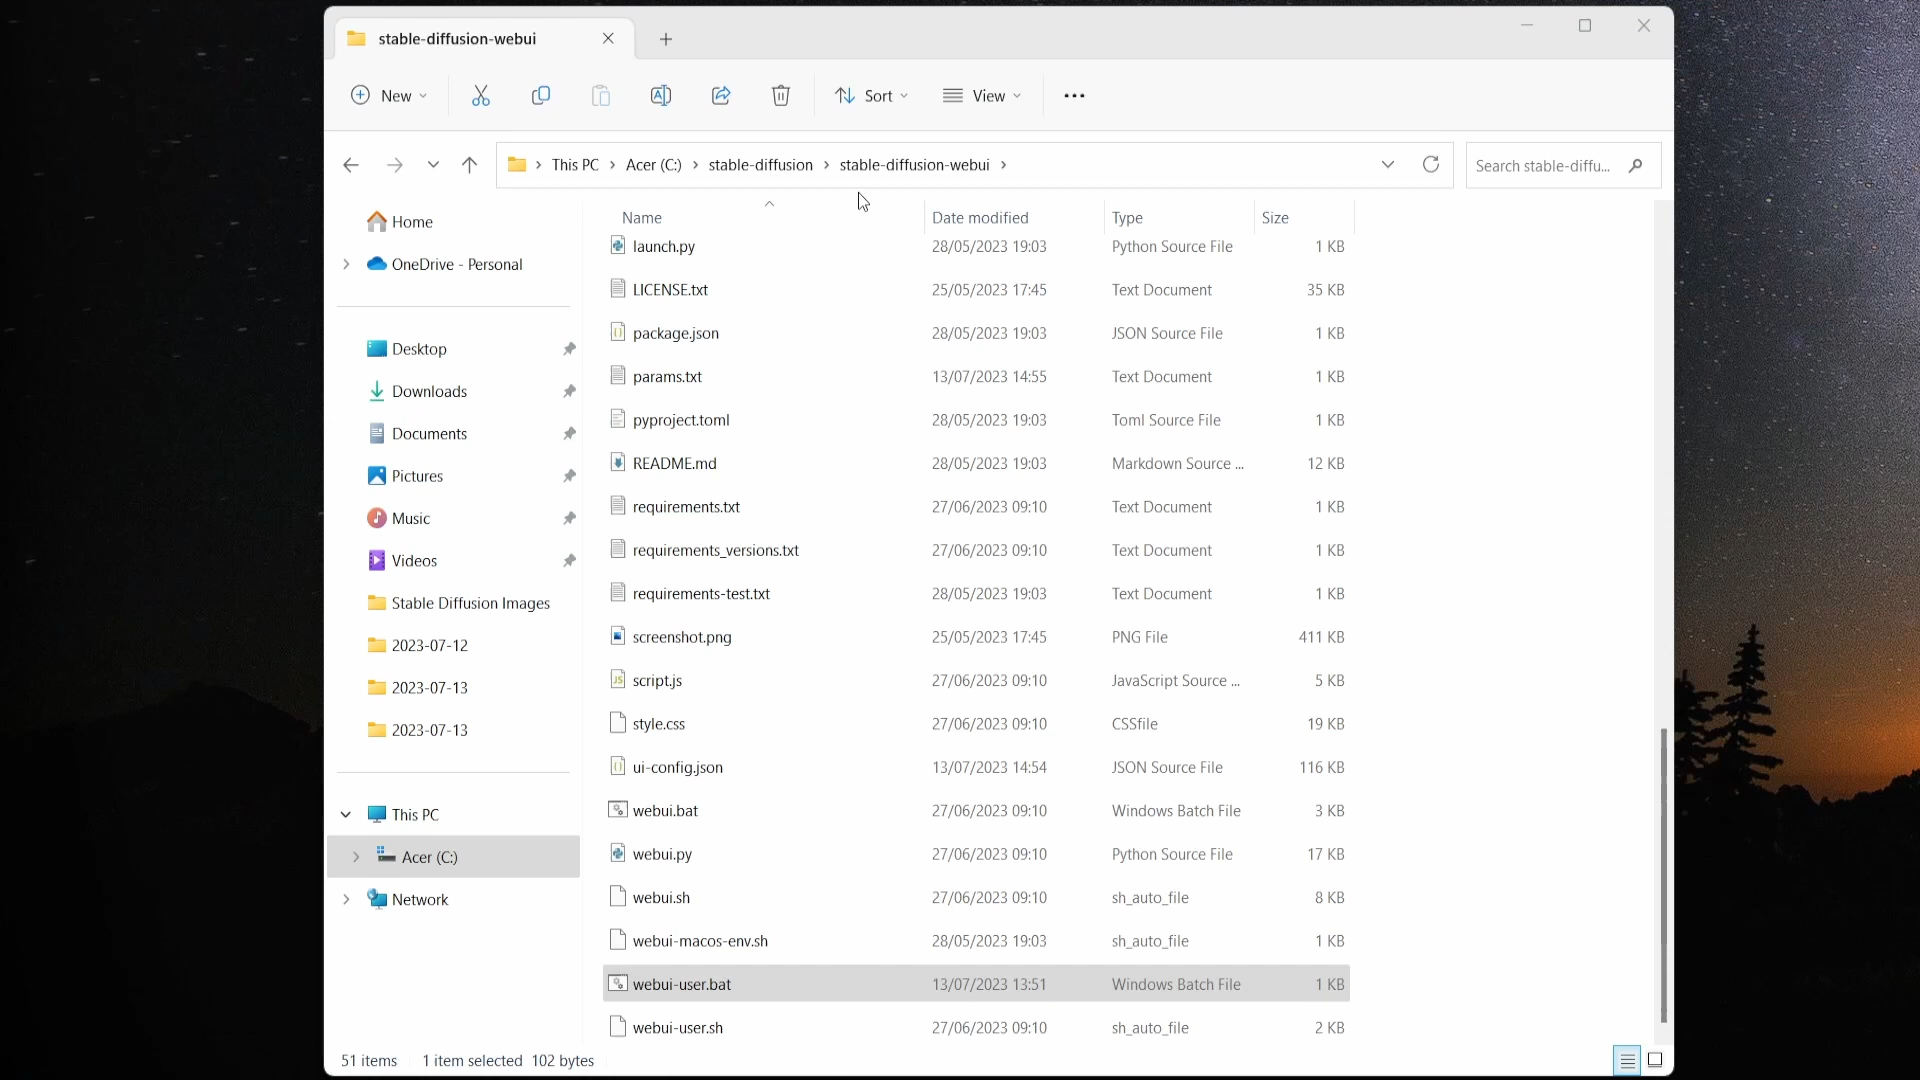 stable-diffusion-webui
New
Sort
View
This PC
Acer (C:)
stable-diffusion
stable-diffusion-webui
Search stable-diffu...
Home
OneDrive - Personal
Desktop
Downloads
Documents
Pictures
Music
Videos
Stable Diffusion Images
2023-07-12
2023-07-13
2023-07-13
This PC
Acer (C:)
Network
Name Date modified Type Size
launch.py 28/05/2023 19:03 Python Source File 1 KB
LICENSE.txt 25/05/2023 17:45 Text Document 35 KB
package.json 28/05/2023 19:03 JSON Source File 1 KB
params.txt 13/07/2023 14:55 Text Document 1 KB
pyproject.toml 28/05/2023 19:03 Toml Source File 1 KB
README.md 28/05/2023 19:03 Markdown Source ... 12 KB
requirements.txt 27/06/2023 09:10 Text Document 1 KB
requirements_versions.txt 27/06/2023 09:10 Text Document 1 KB
requirements-test.txt 28/05/2023 19:03 Text Document 1 KB
screenshot.png 25/05/2023 17:45 PNG File 411 KB
script.js 27/06/2023 09:10 JavaScript Source ... 5 KB
style.css 27/06/2023 09:10 CSSfile 19 KB
ui-config.json 13/07/2023 14:54 JSON Source File 116 KB
webui.bat 27/06/2023 09:10 Windows Batch File 3 KB
webui.py 27/06/2023 09:10 Python Source File 17 KB
webui.sh 27/06/2023 09:10 sh_auto_file 8 KB
webui-macos-env.sh 28/05/2023 19:03 sh_auto_file 1 KB
webui-user.bat 13/07/2023 13:51 Windows Batch File 1 KB
webui-user.sh 27/06/2023 09:10 sh_auto_file 2 KB
51 items 1 item selected 102 bytes